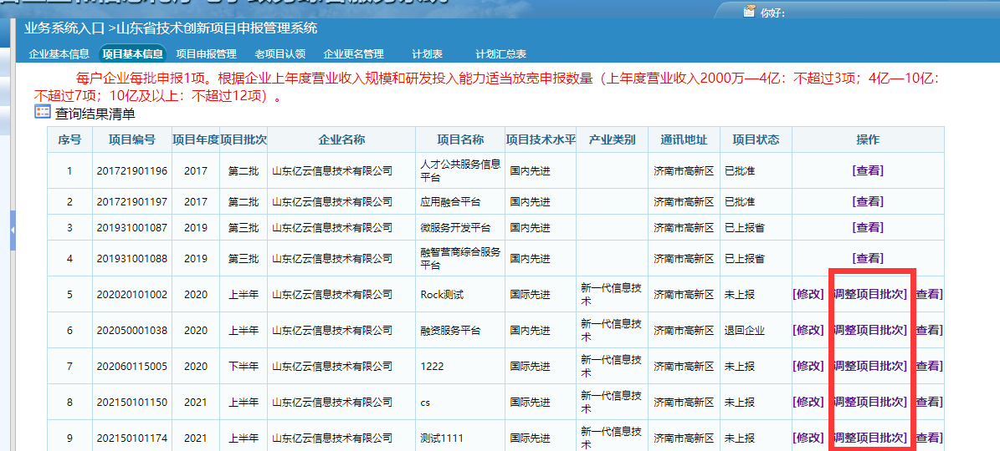 你好：
业务系统入口 >山东省技术创新项目申报管理系统
企业基本信息 项目基本信息 项目申报管理 老项目认领 企业更名管理 计划表 计划汇总表
每户企业每批申报1项。根据企业上年度营业收入规模和研发投入能力适当放宽申报数量（上年度营业收入2000万—4亿：不超过3项；4亿—10亿：
不超过7项；10亿及以上：不超过12项）。
查询结果清单
序号 项目编号 项目年度 项目批次 企业名称 项目名称 项目技术水平 产业类别 通讯地址 项目状态 操作
1 201721901196 2017 第二批 山东亿云信息技术有限公司 人才公共服务信息平台 国内先进 济南市高新区 已批准 [查看]
2 201721901197 2017 第二批 山东亿云信息技术有限公司 应用融合平台 国内先进 济南市高新区 已批准 [查看]
3 201931001087 2019 第三批 山东亿云信息技术有限公司 微服务开发平台 国内先进 济南市高新区 已上报省 [查看]
4 201931001088 2019 第三批 山东亿云信息技术有限公司 融智营商综合服务平台 国内先进 济南市高新区 已上报省 [查看]
5 202020101002 2020 上半年 山东亿云信息技术有限公司 Rock测试 国际先进 新一代信息技术 济南市高新区 未上报 [修改] 调整项目批次] 查看]
6 202050001038 2020 上半年 山东亿云信息技术有限公司 融资服务平台 国内先进 新一代信息技术 济南市高新区 退回企业 [修改] 调整项目批次] 查看]
7 202060115005 2020 下半年 山东亿云信息技术有限公司 1222 国际先进 新一代信息技术 济南市高新区 未上报 [修改] 调整项目批次] 查看]
8 202150101150 2021 上半年 山东亿云信息技术有限公司 cs 国际先进 新一代信息技术 济南市高新区 未上报 [修改] 调整项目批次] 查看]
9 202150101174 2021 上半年 山东亿云信息技术有限公司 测试1111 国际先进 新一代信息技术 济南市高新区 未上报 [修改] 调整项目批次] 查看]